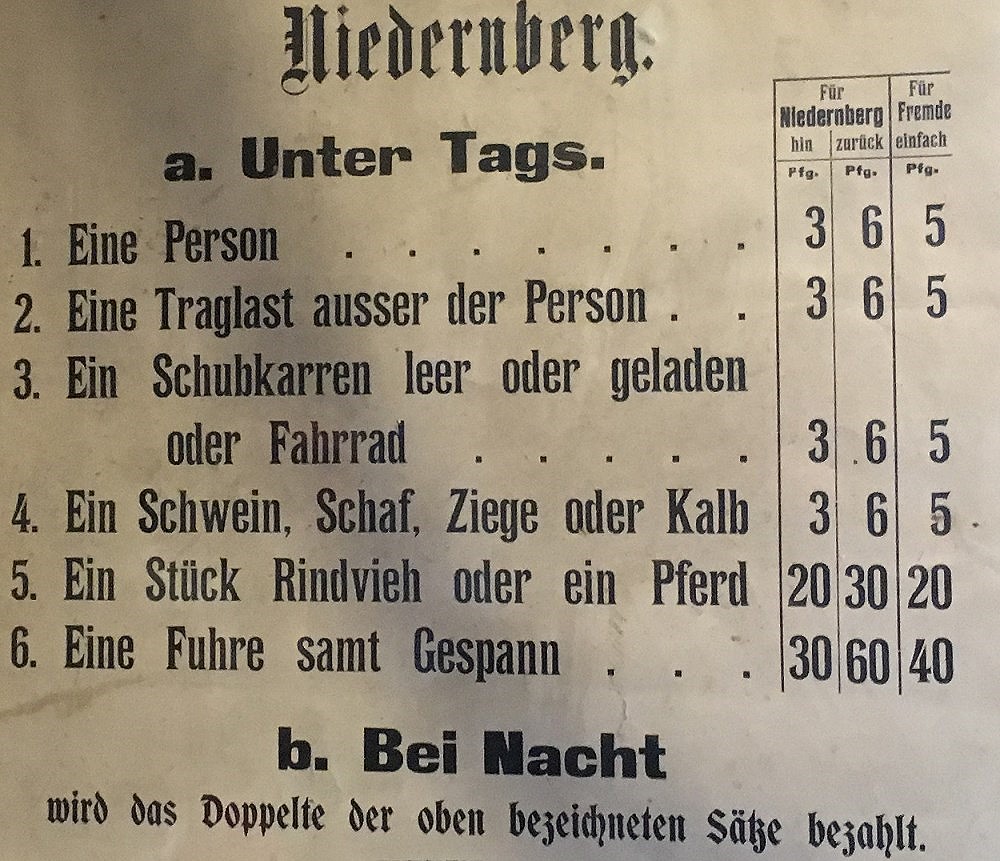 Niedernberg.
Für Für
Niedernberg Fremde
hin zurück einfach
a. Unter Tags.
Pfg. Pfg. Pfg.
1. Eine Person . . . . . . . 3 6 5
2. Eine Traglast ausser der Person . . 3 6 5
3. Ein Schubkarren leer oder geladen
oder Fahrrad . . . . . 3 6 5
4. Ein Schwein, Schaf, Ziege oder Kalb 3 6 5
5. Ein Stück Rindvieh oder ein Pferd 20 30 20
6. Eine Fuhre samt Gespann . . . 30 60 40
b. Bei Nacht
wird das Doppelte der oben bezeichneten Sätze bezahlt.